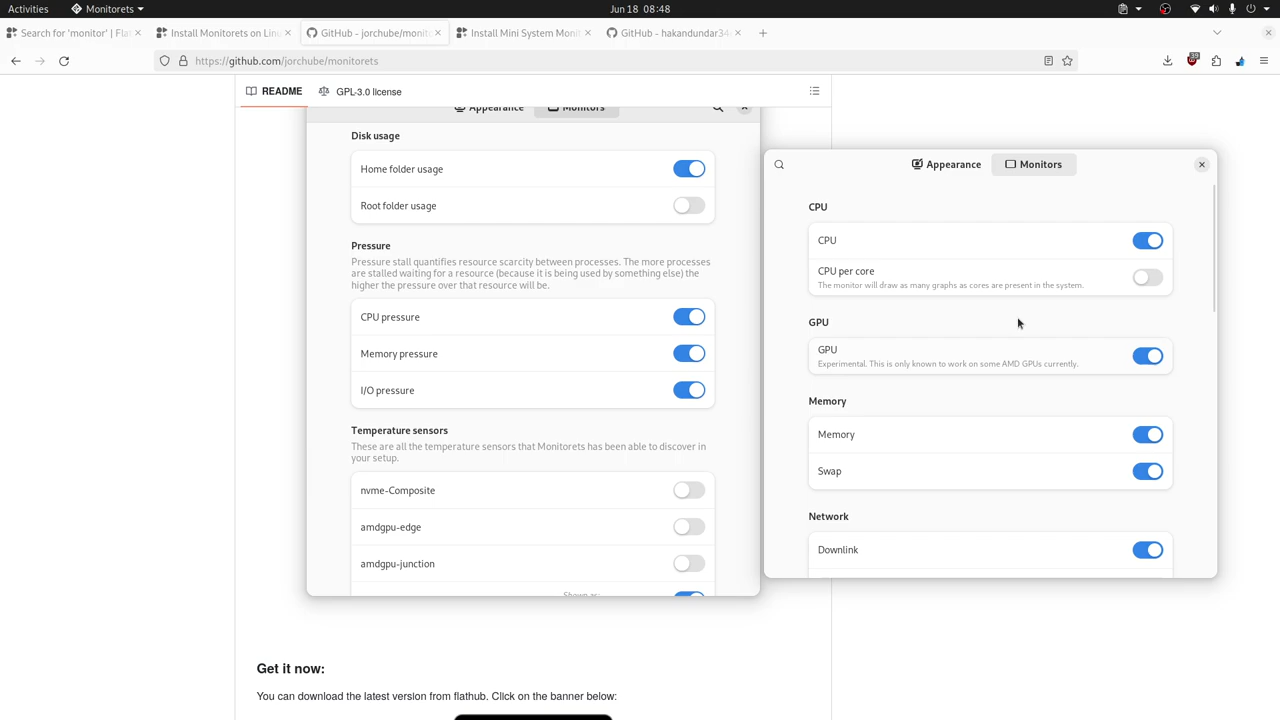 Activities
Monitorets
Jun 18 08:48
Search for 'monitor' | Fla
Install Monitorets on Lin
GitHub - jorchube/monito
Install Mini System Monit
GitHub - hakandundar34
https://github.com/jorchube/monitorets
39
README
GPL-3.0 license
Appearance
Monitors
Disk usage
Home folder usage
Root folder usage
Pressure
Pressure stall quantifies resource scarcity between processes. The more processes
are stalled waiting for a resource (because it is being used by something else) the
higher the pressure over that resource will be.
CPU pressure
Memory pressure
I/O pressure
Temperature sensors
These are all the temperature sensors that Monitorets has been able to discover in
your setup.
nvme-Composite
amdgpu-edge
amdgpu-junction
Shown as:
Appearance
Monitors
CPU
CPU
CPU per core
The monitor will draw as many graphs as cores are present in the system.
GPU
GPU
Experimental. This is only known to work on some AMD GPUs currently.
Memory
Memory
Swap
Network
Downlink
Get it now:
You can download the latest version from flathub. Click on the banner below: